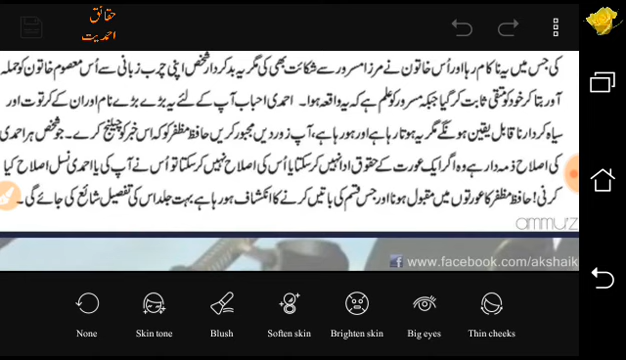 حقائق
احمدیت
کی جس میں یہ ناکام رہا اور اُس خاتون نے مرزا مسرور سے شکائت بھی کی مگر یہ بدکردار شخص اپنی چرب زبانی سے اُس معصوم خاتون کو حملہ
آور بتا کر خود کو متقی ثابت کر گیا جبکہ مسرور کو علم ہے کہ یہ واقعہ ہوا۔ احمدی احباب آپ کے لئے یہ بڑے بڑے نام اور ان کے کرتوت اور
سیاہ کردار ناقابل یقین ہونگے مگر یہ ہوتا رہا ہے اور ہو رہا ہے، آپ زور دیں مجبور کریں حافظ مظفر کو کہ اس خبر کو چیلنج کرے۔ جو شخص ہر احمدی
کی اصلاح ذمہ دار ہے وہ اگر ایک عورت کے حقوق ادا نہیں کر سکتا یا اُس کی اصلاح نہیں کر سکتا تو اُس نے آپ کی یا احمدی نسل اصلاح کیا
کرنی! حافظ مظفر کا عورتوں میں مقبول ہونا اور جس قسم کی باتیں کرنے کا انکشاف ہو رہا ہے بہت جلد اس کی تفصیل شائع کی جائے گی۔
ammurz
f www.facebook.com/akshaik
None
Skin tone
Blush
Soften skin
Brighten skin
Big eyes
Thin cheeks